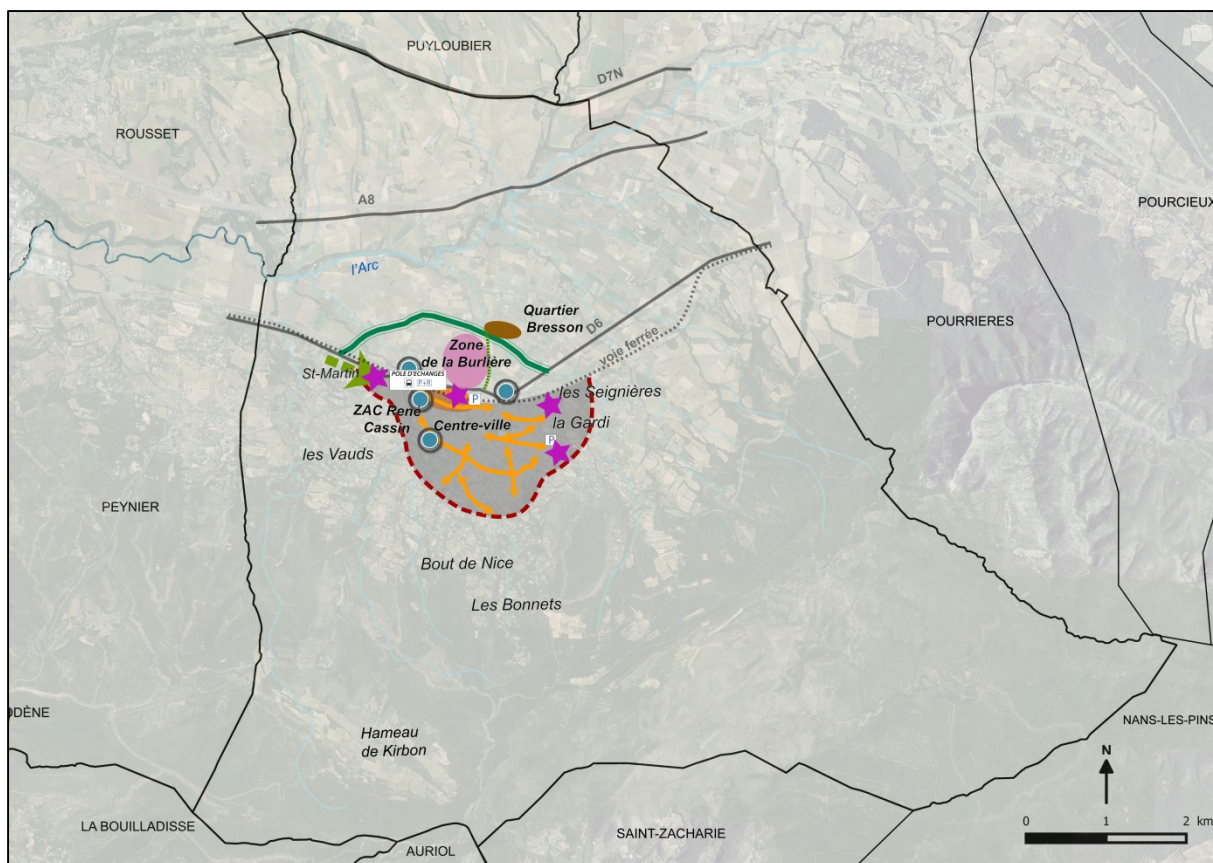 PUYLOUBIER
D7N
ROUSSET
A8
POURCIEUX
l'Arc
Quartier
Bresson
D6
POURRIERES
Zone
de la Burlière
voie ferrée
St-Martin
POLE D'ECHANGES
P+R
les Seignières
P
ZAC René
Cassin
Centre-ville
la Gardi
P
les Vauds
PEYNIER
Bout de Nice
Les Bonnets
ODÈNE
NANS-LES-PINS
Hameau
de Kirbon
N
0 1 2 km
LA BOUILLADISSE
SAINT-ZACHARIE
AURIOL